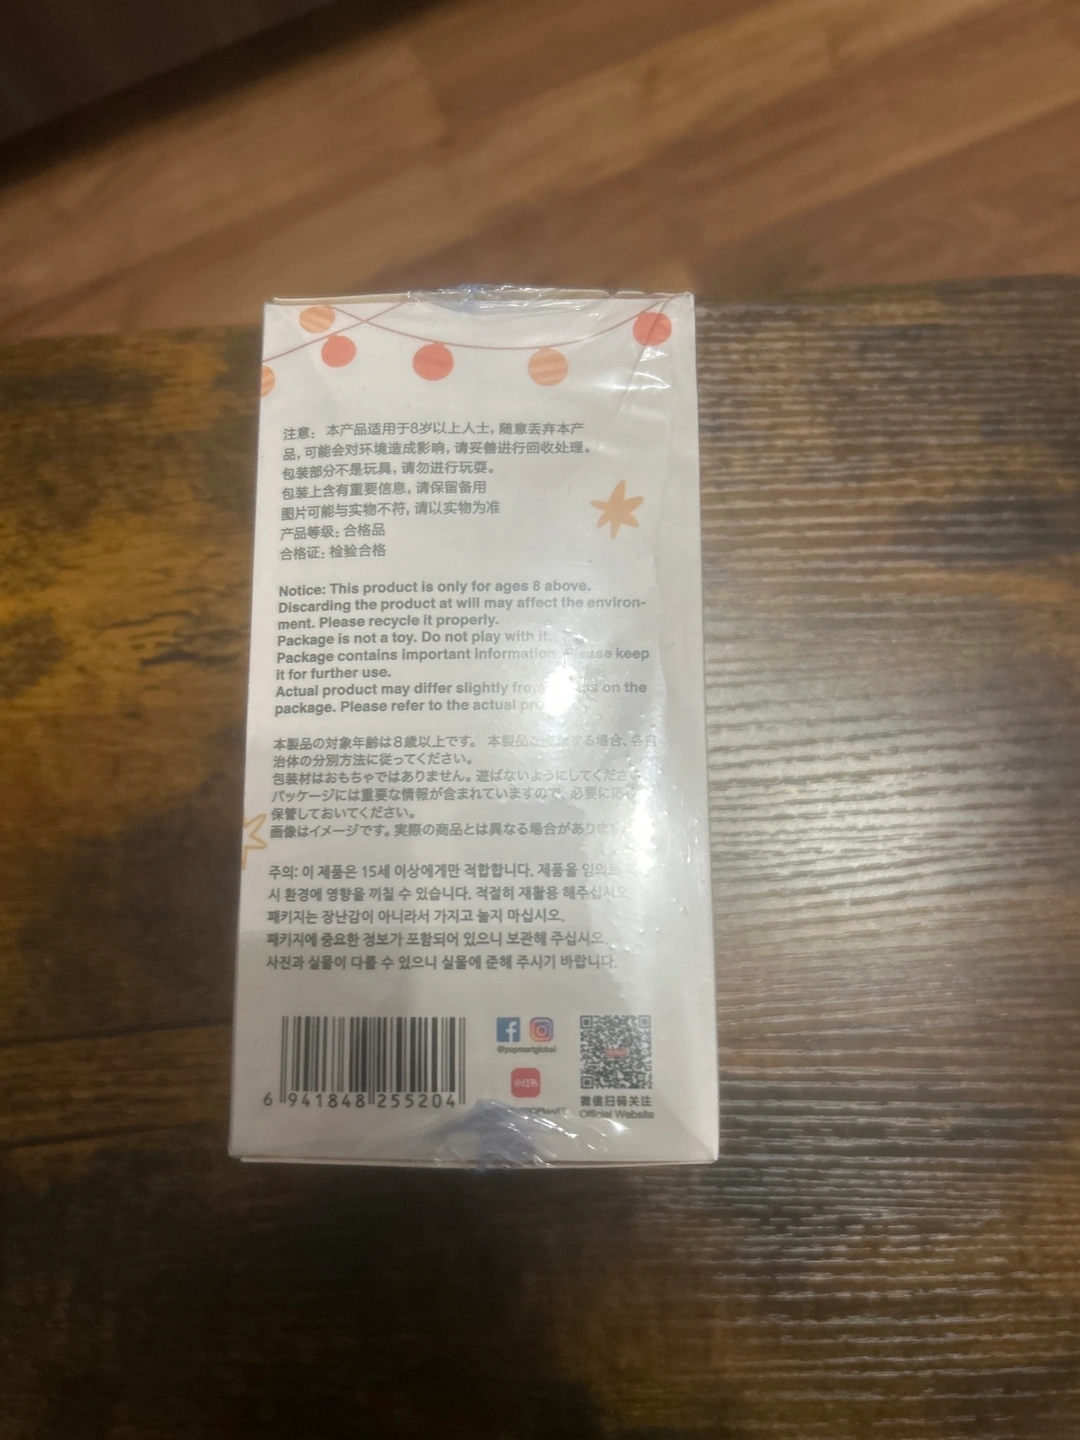 注意：本产品适用于8岁以上人士，随意丢弃本产
品，可能会对环境造成影响，请妥善进行回收处理。
包装部分不是玩具，请勿进行玩耍。
包装上含有重要信息，请保留备用
图片可能与实物不符，请以实物为准
产品等级：合格品
合格证：检验合格
Notice: This product is only for ages 8 above.
Discarding the product at will may affect the environ-
ment. Please recycle it properly.
Package is not a toy. Do not play with it.
Package contains important information. Please keep
it for further use.
Actual product may differ slightly on the
package. Please refer to the actual
本製品の対象年齢は8歳以上です。 本製品を する場合、各自
治体の分別方法に従ってください。
包装材はおもちゃではありません。遊ばないようにしてくださ
パッケージには重要な情報が含まれていますので、必要に応
保管しておいてください。
画像はイメージです。実際の商品とは異なる場合がありま
주의: 이 제품은 15세 이상에게만 적합합니다. 제품을
시 환경에 영향을 끼칠 수 있습니다. 적절히 재활용 해주십시오
패키지는 장난감이 아니라서 가지고 놀지 마십시오.
패키지에 중요한 정보가 포함되어 있으니 보관해 주십시오.
사진과 실물이 다를 수 있으니 실물에 준해 주시기 바랍니다.
@popmartglobal
小红书
POPMART
6 941848 255204
微信扫码关注
Official Website